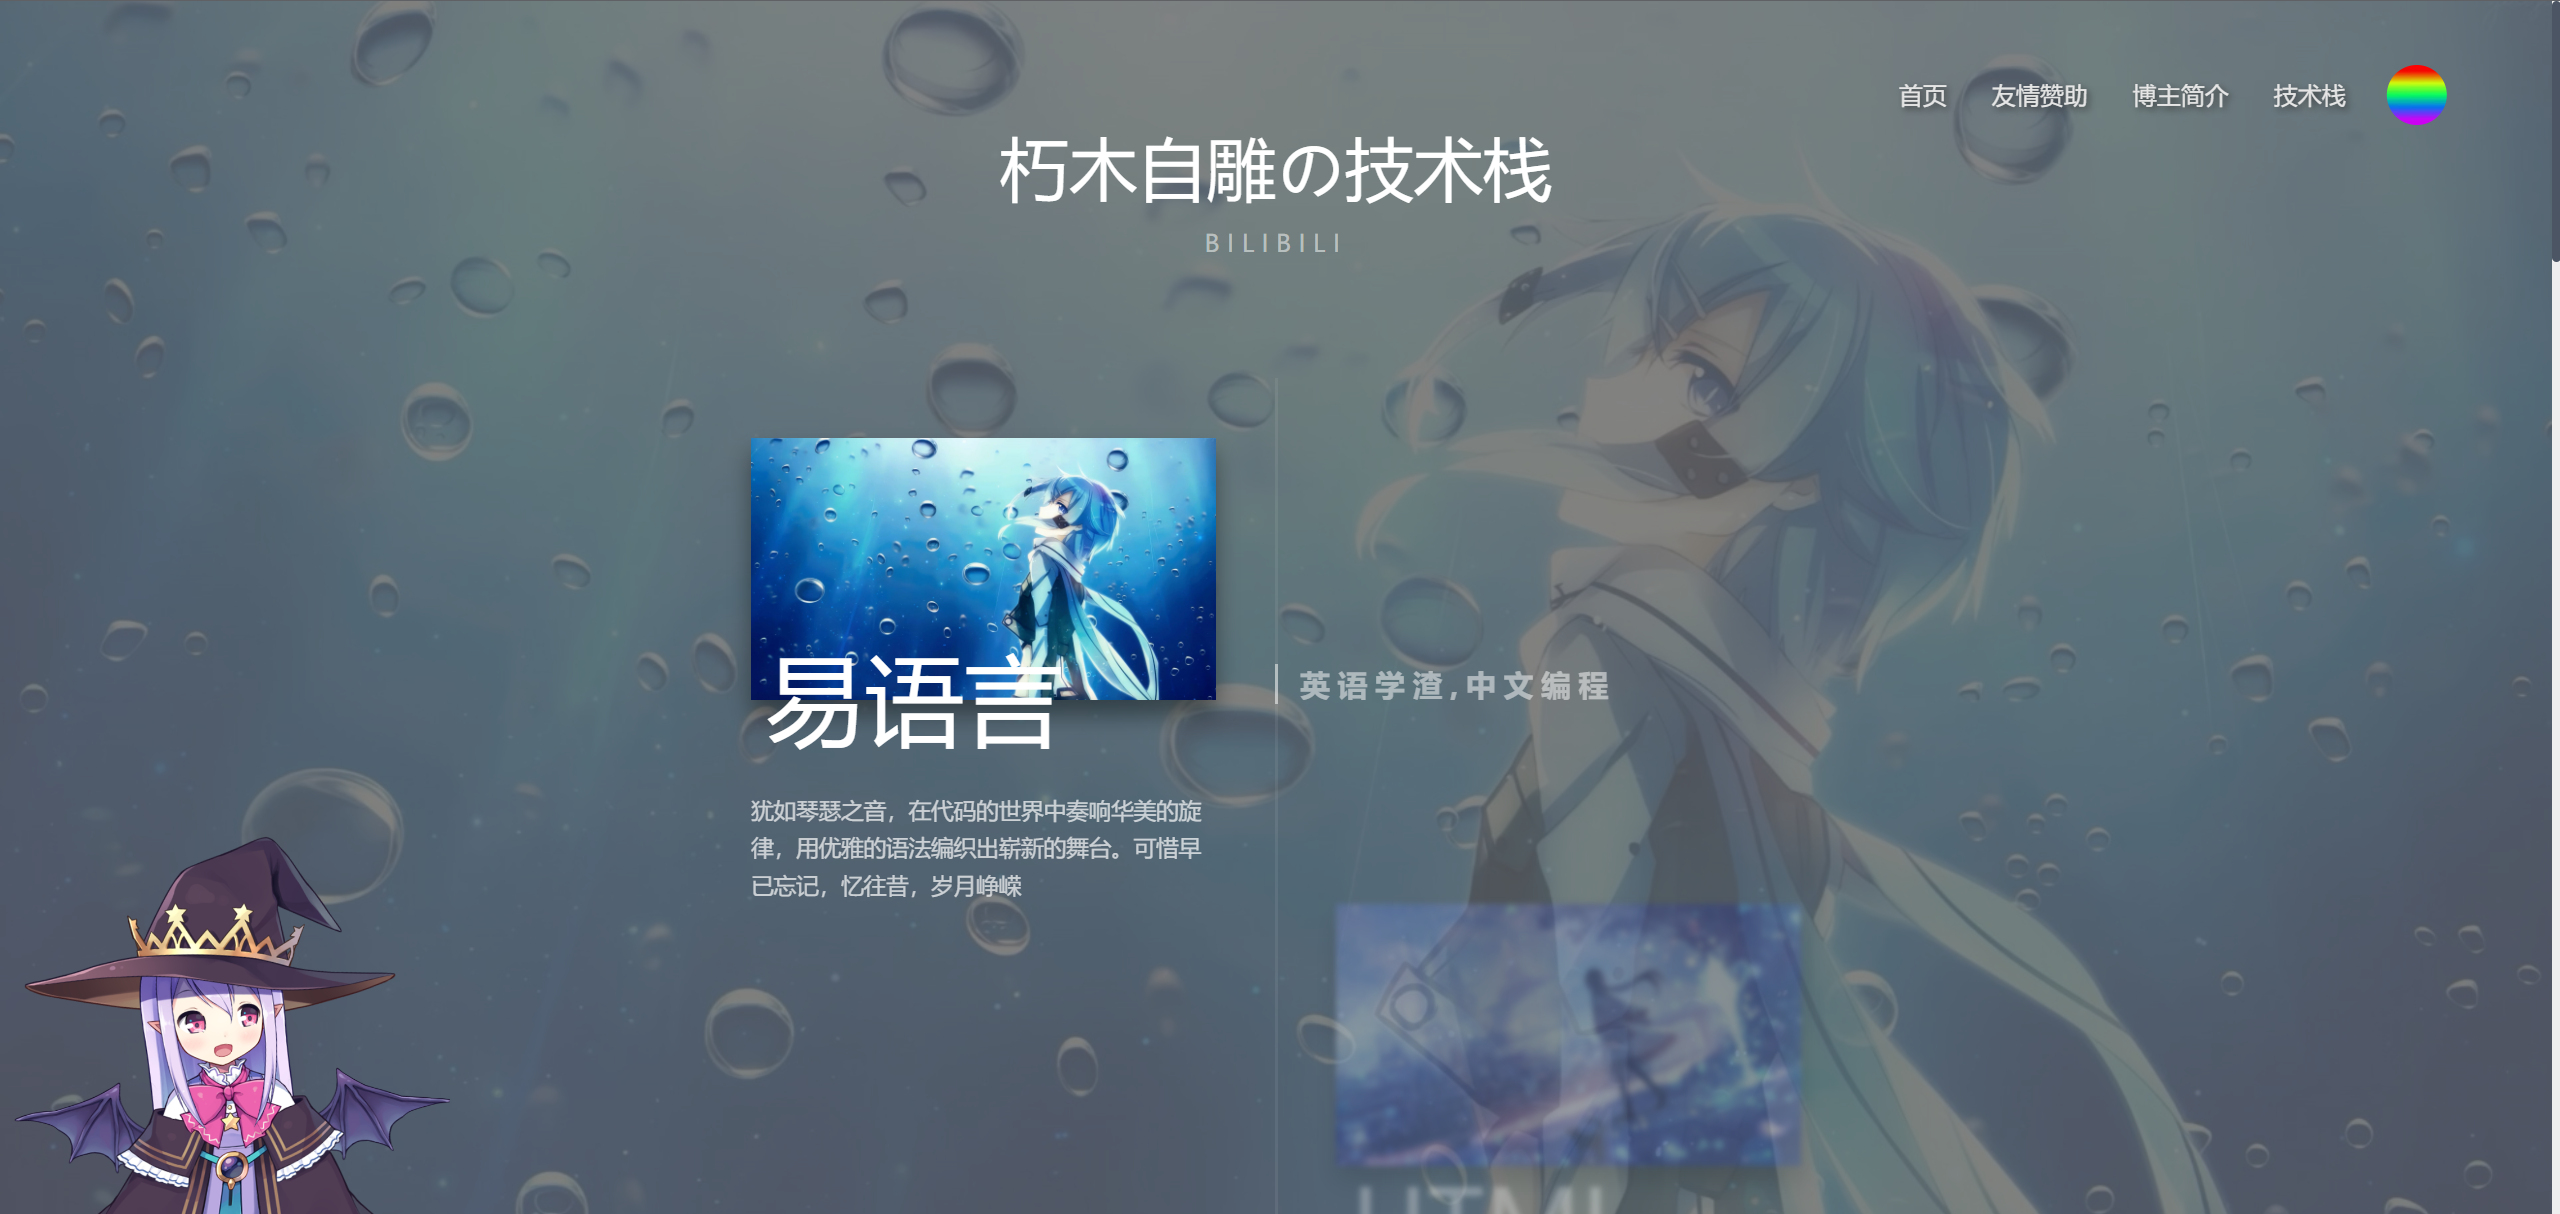 首页 友情赞助 博主简介 技术栈
朽木自雕の技术栈
BILIBILI
易语言
英语学渣,中文编程
犹如琴瑟之音，在代码的世界中奏响华美的旋
律，用优雅的语法编织出崭新的舞台。可惜早
已忘记，忆往昔，岁月峥嵘
HTML